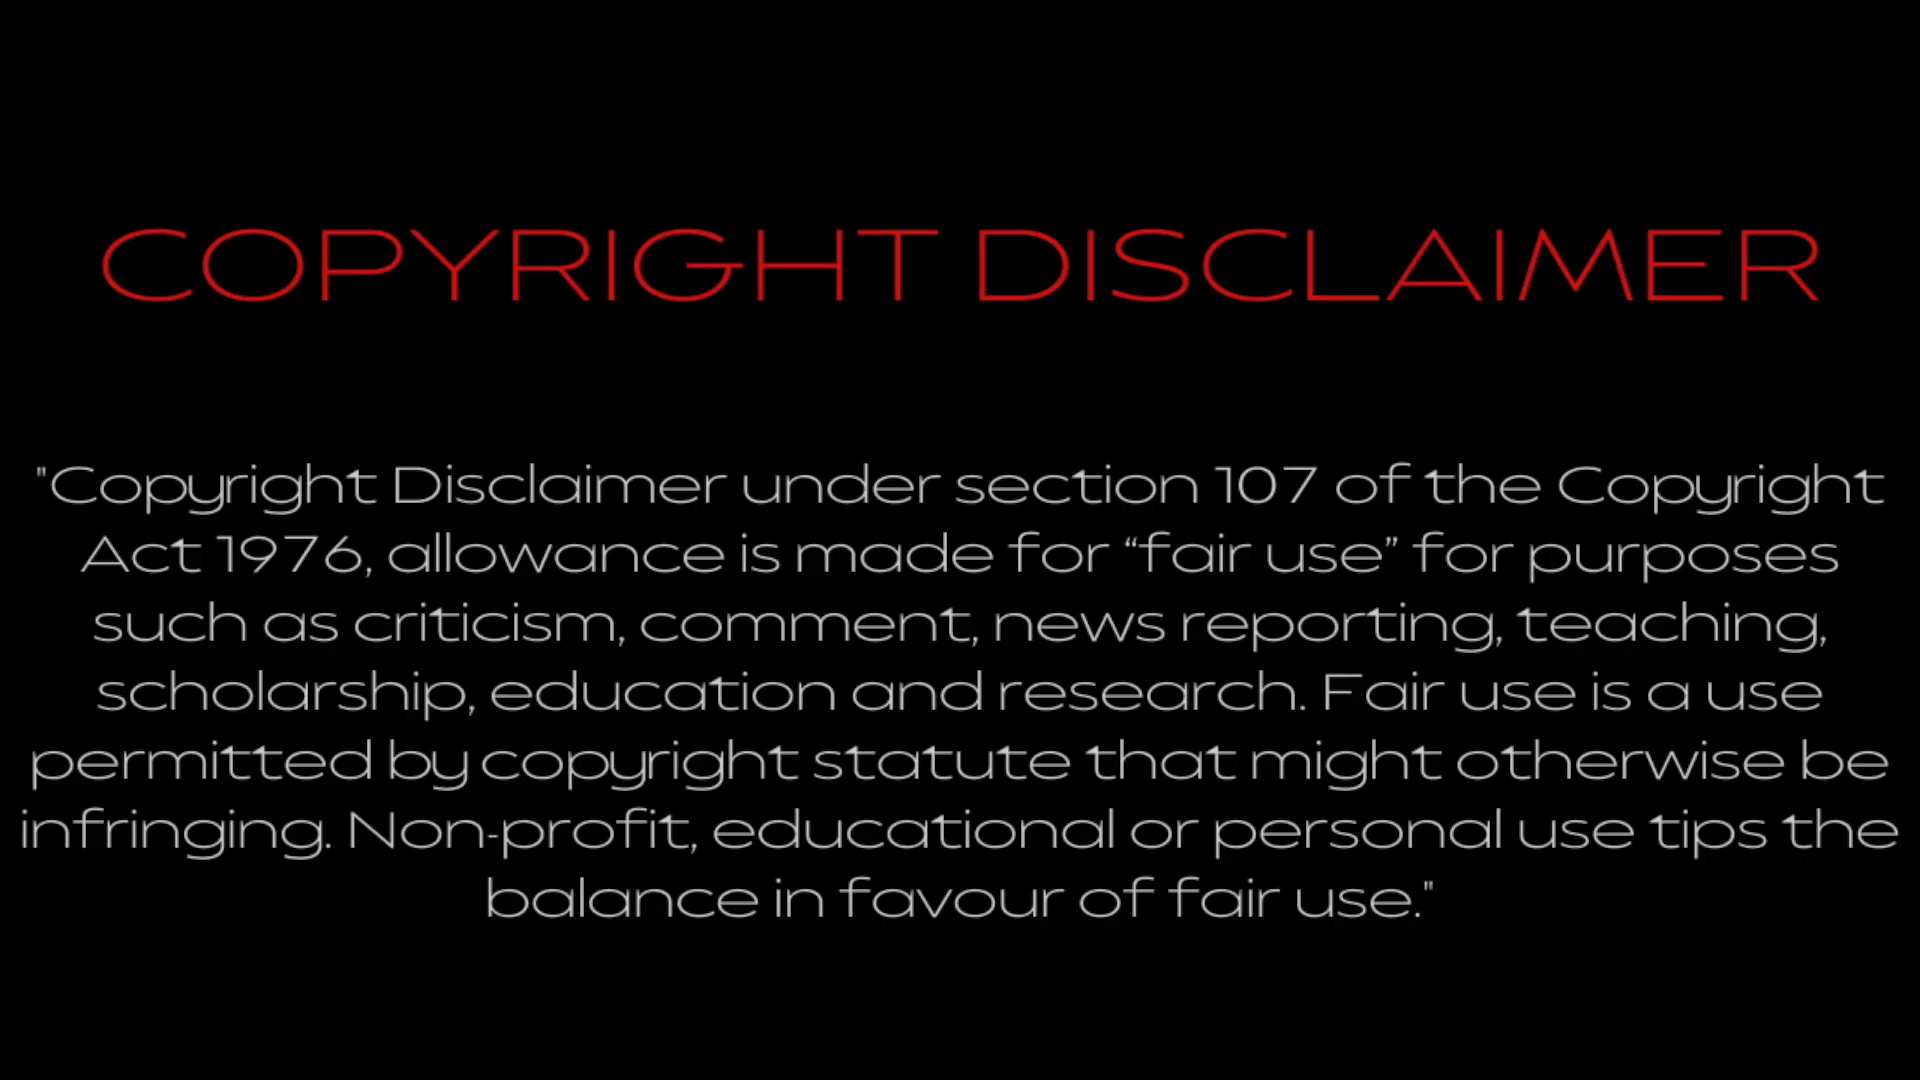 COPYRIGHT DISCLAIMER
"Copyright Disclaimer under section 107 of the Copyright
Act 1976, allowance is made for “fair use” for purposes
such as criticism, comment, news reporting, teaching,
scholarship, education and research. Fair use is a use
permitted by copyright statute that might otherwise be
infringing. Non-profit, educational or personal use tips the
balance in favour of fair use."